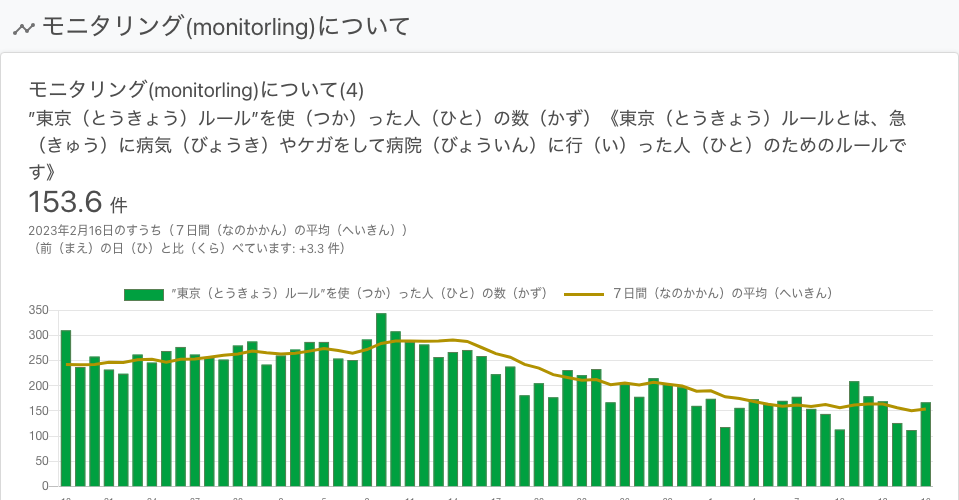 モニタリング(monitorling)について
モニタリング(monitorling)について(4)
”東京（とうきょう）ルール”を使（つか）った人（ひと）の数（かず）《東京（とうきょう）ルールとは、急
（きゅう）に病気（びょうき）やケガをして病院（びょういん）に行（い）った人（ひと）のためのルールで
す》
153.6 件
2023年2月16日のすうち（７日間（なのかかん）の平均（へいきん））
（前（まえ）の日（ひ）と比（くら）べています: +3.3 件）
”東京（とうきょう）ルール”を使（つか）った人（ひと）の数（かず）
７日間（なのかかん）の平均（へいきん）
350
300
250
200
150
100
50
0